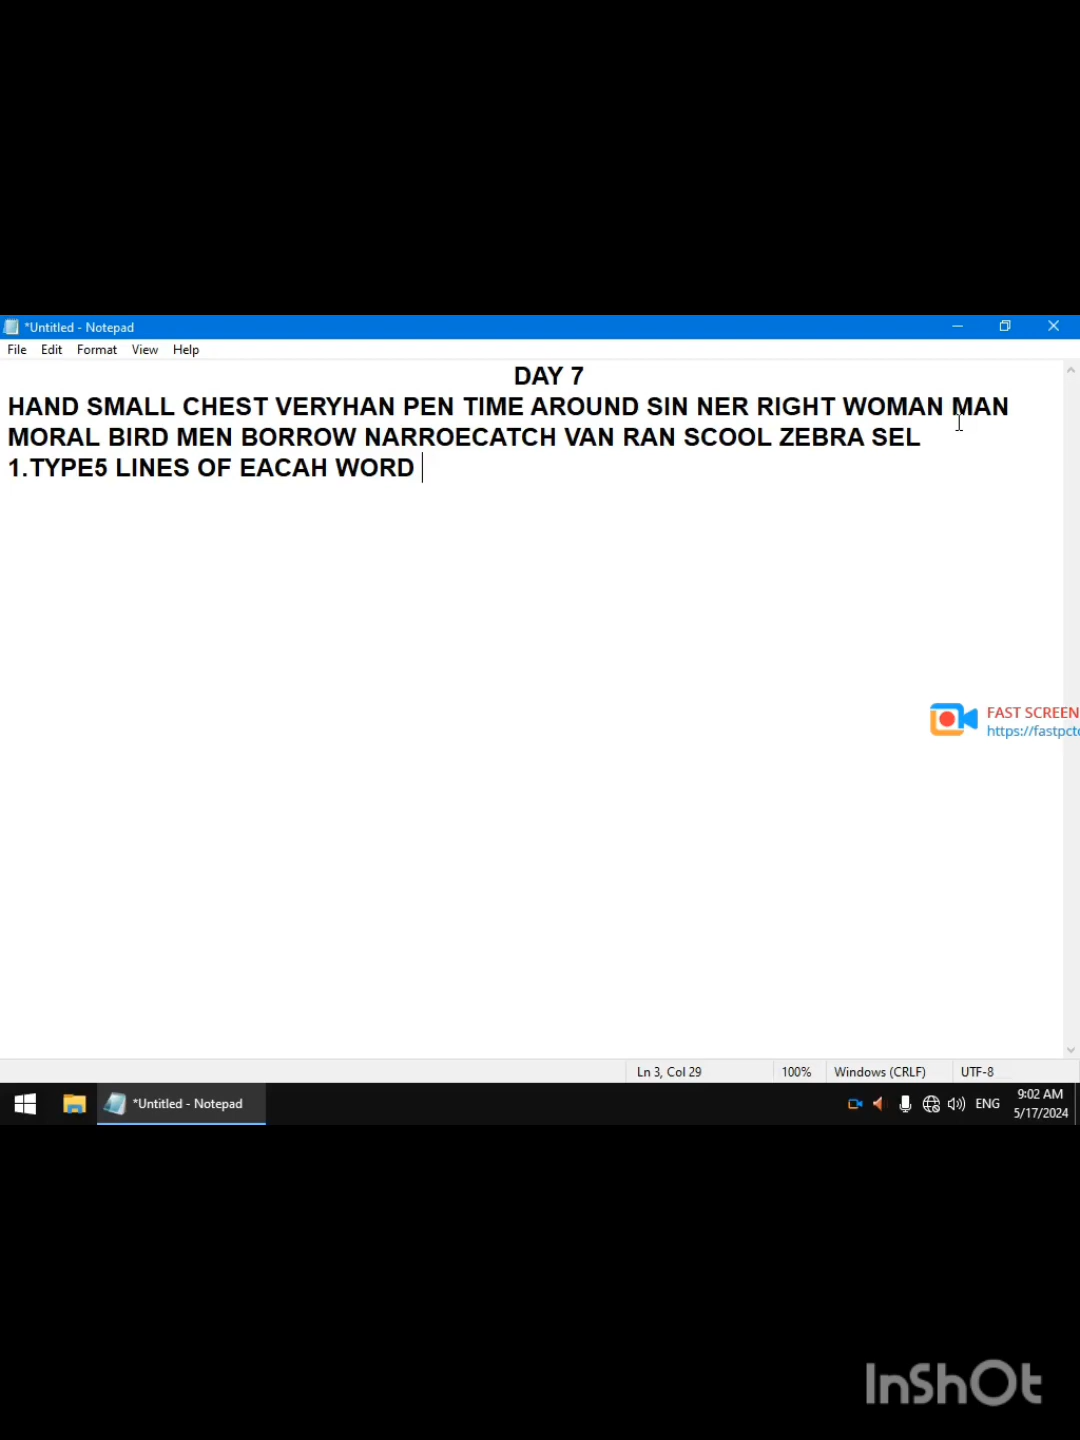 *Untitled - Notepad
File Edit Format View Help
DAY 7
HAND SMALL CHEST VERYHAN PEN TIME AROUND SIN NER RIGHT WOMAN MAN
MORAL BIRD MEN BORROW NARROECATCH VAN RAN SCOOL ZEBRA SEL
1.TYPE5 LINES OF EACAH WORD
FAST SCREEN
https://fastpct
Ln 3, Col 29 100% Windows (CRLF) UTF-8
*Untitled - Notepad ENG 9:02 AM
5/17/2024
InShOt